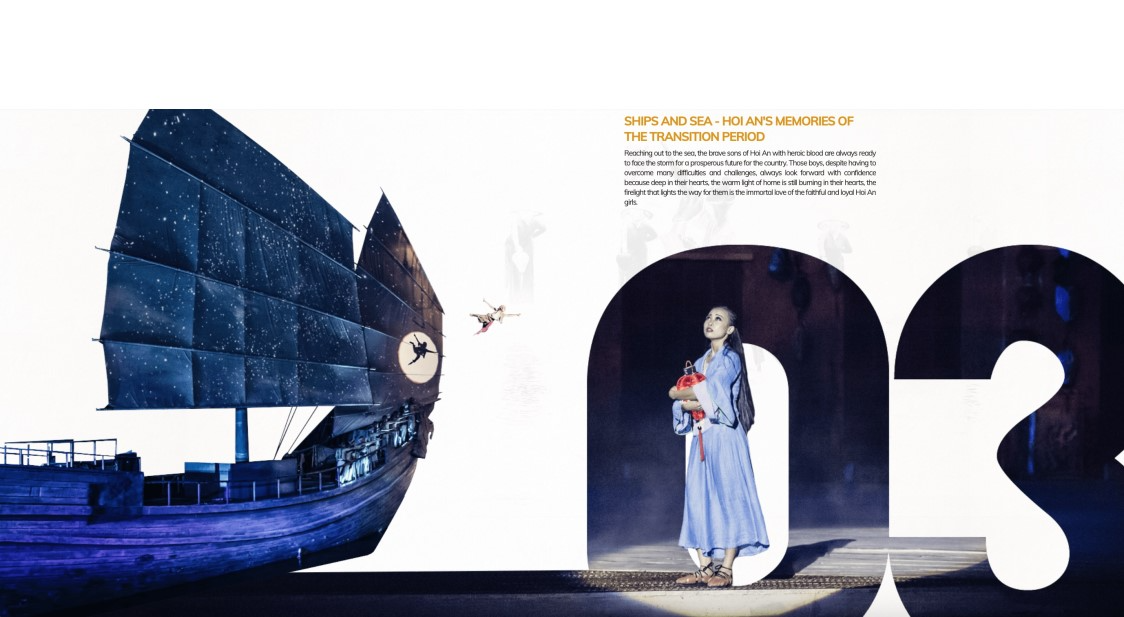 SHIPS AND SEA - HOI AN'S MEMORIES OF
THE TRANSITION PERIOD
Reaching out to the sea, the brave sons of Hoi An with heroic blood are always ready
to face the storm for a prosperous future for the country. Those boys, despite having to
overcome many difficulties and challenges, always look forward with confidence
because deep in their hearts, the warm light of home is still burning in their hearts, the
firelight that lights the way for them is the immortal love of the faithful and loyal Hoi An
girls.
03